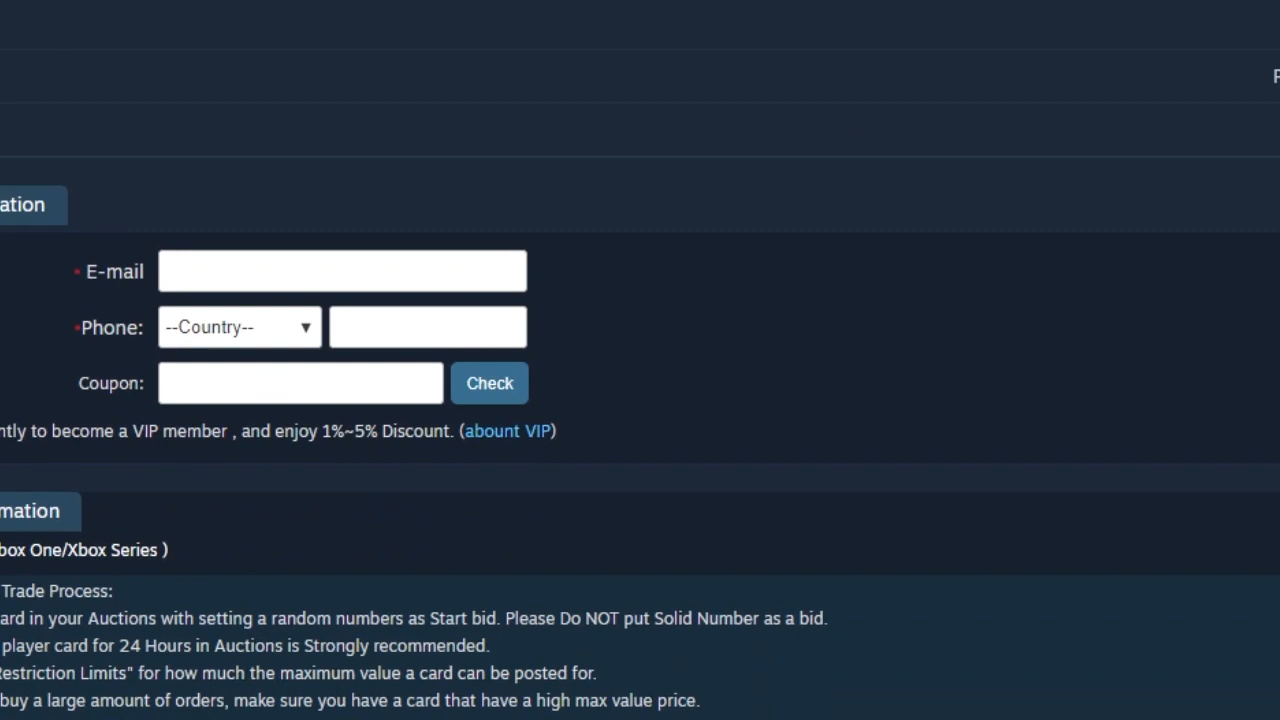 ation
* E-mail
*Phone: --Country-- ▼
Coupon: Check
ntly to become a VIP member , and enjoy 1%~5% Discount. (abount VIP)
mation
box One/Xbox Series )
Trade Process:
ard in your Auctions with setting a random numbers as Start bid. Please Do NOT put Solid Number as a bid.
player card for 24 Hours in Auctions is Strongly recommended.
Restriction Limits" for how much the maximum value a card can be posted for.
buy a large amount of orders, make sure you have a card that have a high max value price.